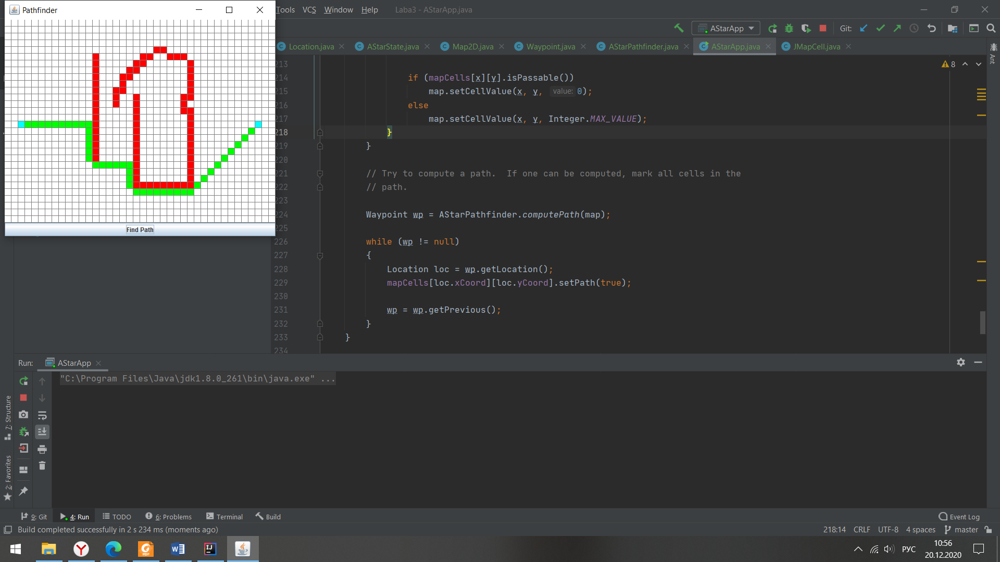 Pathfinder
Tools VCS Window Help Laba3 - AStarApp.java
AStarApp Git:
Location.java AStarState.java Map2D.java Waypoint.java AStarPathfinder.java AStarApp.java JMapCell.java
Ant
8
213
214 if (mapCells[x][y].isPassable())
215 map.setCellValue(x, y, value: 0);
216 else
217 map.setCellValue(x, y, Integer.MAX_VALUE);
218 }
219 }
220
221 // Try to compute a path.  If one can be computed, mark all cells in the
222 // path.
223
224 Waypoint wp = AStarPathfinder.computePath(map);
225
226 while (wp != null)
227 {
228 Location loc = wp.getLocation();
229 mapCells[loc.xCoord][loc.yCoord].setPath(true);
230
231 wp = wp.getPrevious();
232 }
233 }
234
Find Path
Run: AStarApp
"C:\Program Files\Java\jdk1.8.0_261\bin\java.exe" ...
7: Structure
2: Favorites
9: Git 4: Run TODO 6: Problems Terminal Build Event Log
Build completed successfully in 2 s 234 ms (moments ago) 218:14 CRLF UTF-8 4 spaces master
PDF
IJ
РУС
10:56
20.12.2020